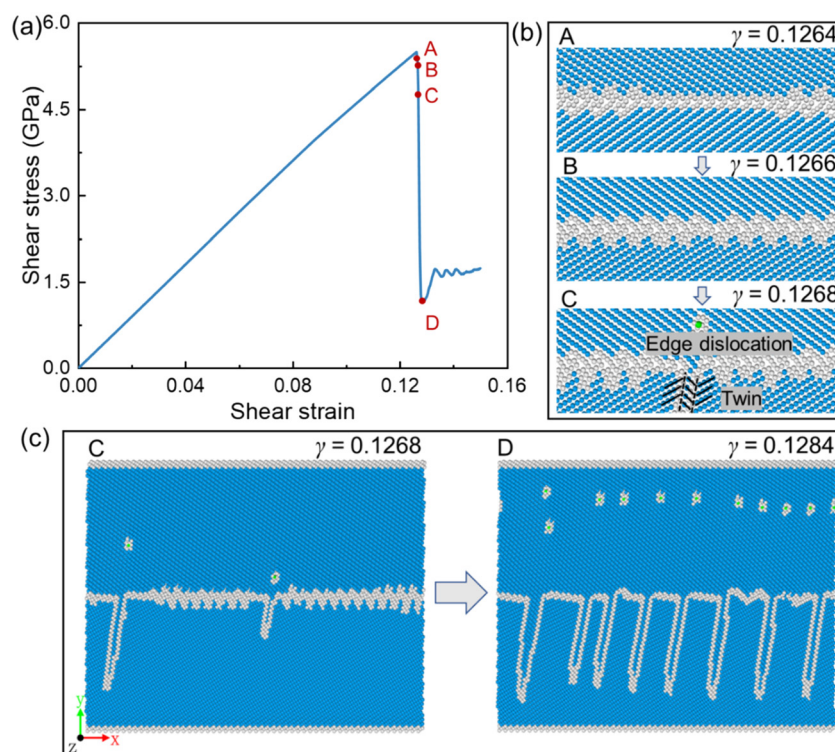 (a)
6.0
4.5
3.0
1.5
0.0
Shear stress (GPa)
A
B
C
D
0.00
0.04
0.08
0.12
0.16
Shear strain
(b)
A
γ = 0.1264
B
γ = 0.1266
C
γ = 0.1268
Edge dislocation
Twin
(c)
C
γ = 0.1268
D
γ = 0.1284
y
z
x